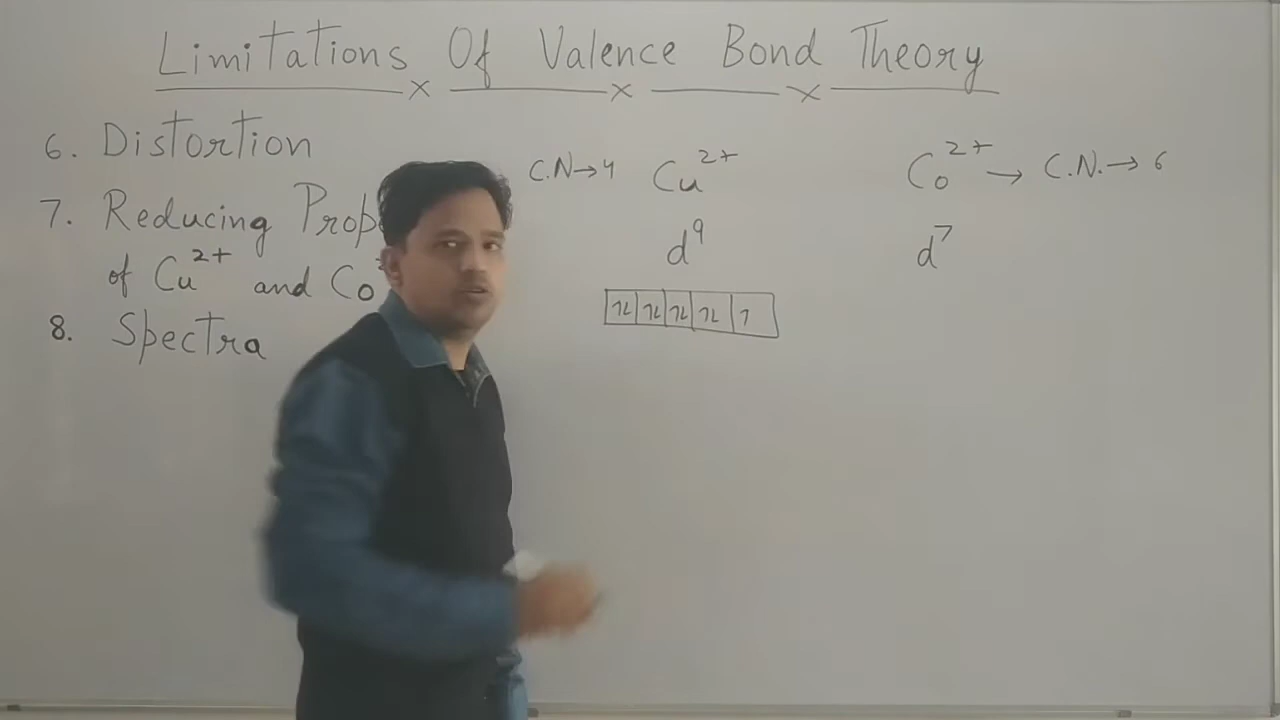 Limitations Of Valence Bond Theory
6. Distortion
7. Reducing
of Cu²⁺ and Co
8. Spectra
C.N→4 Cu²⁺
d⁹
⥮ ⥮ ⥮ ⥮ ↿
Co²⁺ → C.N.→ 6
d⁷